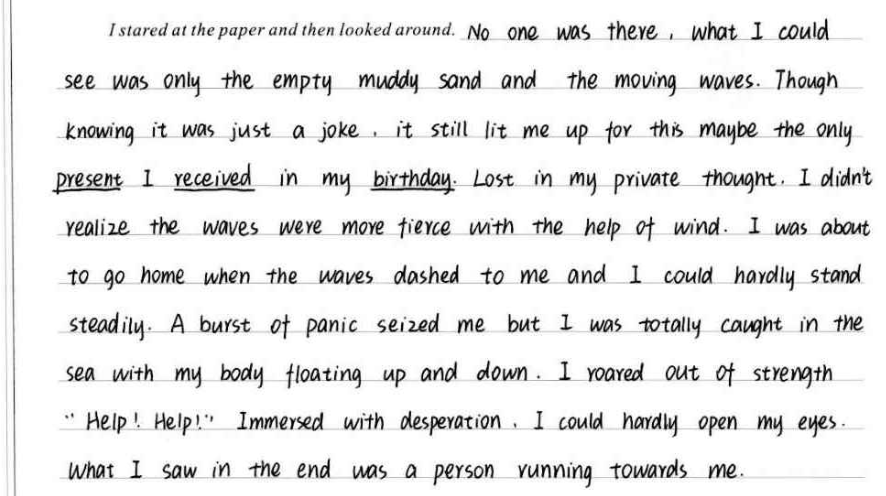 I stared at the paper and then looked around. No one was there, what I could
see was only the empty muddy sand and the moving waves. Though
knowing it was just a joke, it still lit me up for this maybe the only
present I received in my birthday. Lost in my private thought. I didn't
realize the waves were more fierce with the help of wind. I was about
to go home when the waves dashed to me and I could hardly stand
steadily. A burst of panic seized me but I was totally caught in the
sea with my body floating up and down. I roared out of strength
"Help! Help!" Immersed with desperation, I could hardly open my eyes.
What I saw in the end was a person running towards me.